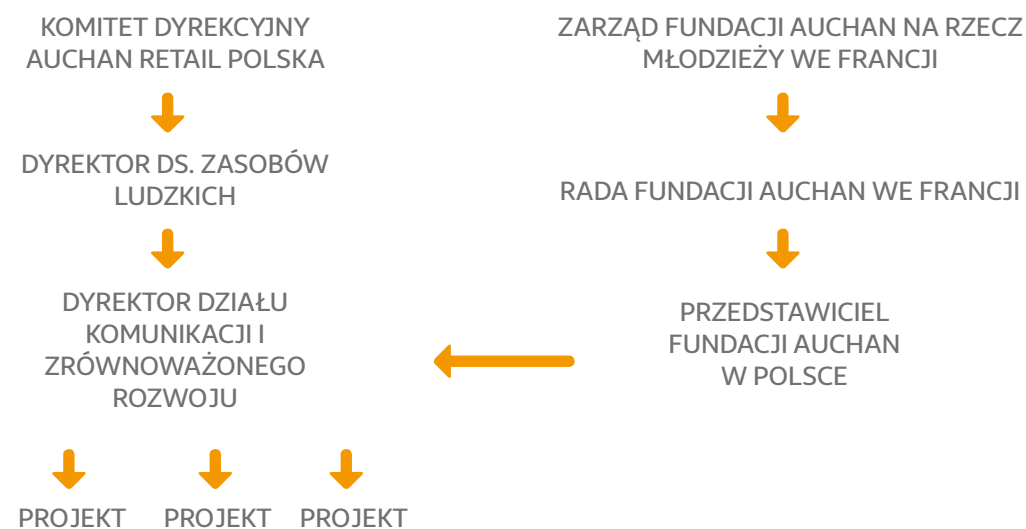 KOMITET DYREKCYJNY
AUCHAN RETAIL POLSKA
DYREKTOR DS. ZASOBÓW
LUDZKICH
DYREKTOR DZIAŁU
KOMUNIKACJI I
ZRÓWNOWAŻONEGO
ROZWOJU
PROJEKT PROJEKT PROJEKT
ZARZĄD FUNDACJI AUCHAN NA RZECZ
MŁODZIEŻY WE FRANCJI
RADA FUNDACJI AUCHAN WE FRANCJI
PRZEDSTAWICIEL
FUNDACJI AUCHAN
W POLSCE